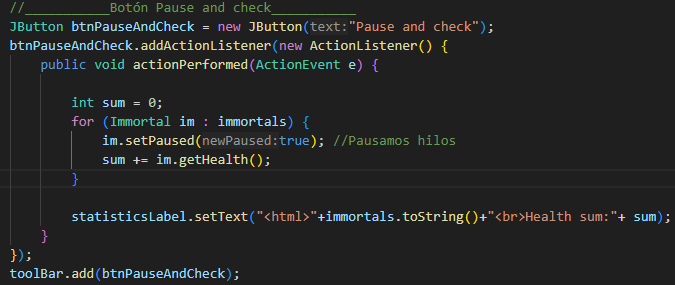 //___________Botón Pause and check___________
JButton btnPauseAndCheck = new JButton(text:"Pause and check");
btnPauseAndCheck.addActionListener(new ActionListener() {
    public void actionPerformed(ActionEvent e) {

        int sum = 0;
        for (Immortal im : immortals) {
            im.setPaused(newPaused:true); //Pausamos hilos
            sum += im.getHealth();
        }

        statisticsLabel.setText("<html>"+immortals.toString()+"<br>Health sum:"+ sum);
    }
});
toolBar.add(btnPauseAndCheck);